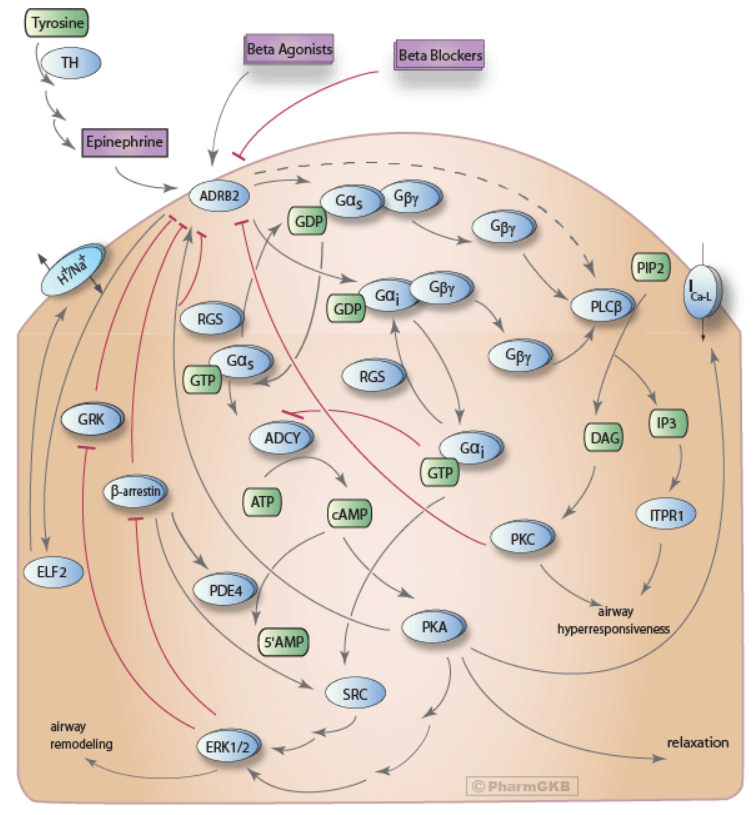 Tyrosine
TH
Beta Agonists
Beta Blockers
Epinephrine
ADRB2
Gαs
Gβγ
GDP
Gβγ
H+/Na+
PIP2
I Ca-L
GDP
Gαi
Gβγ
PLCβ
RGS
Gαs
GTP
RGS
Gβγ
GRK
ADCY
Gαi
GTP
DAG
IP3
β-arrestin
ATP
cAMP
ITPR1
PKC
ELF2
PDE4
airway
hyperresponsiveness
5'AMP
PKA
SRC
airway
remodeling
ERK1/2
relaxation
© PharmGKB